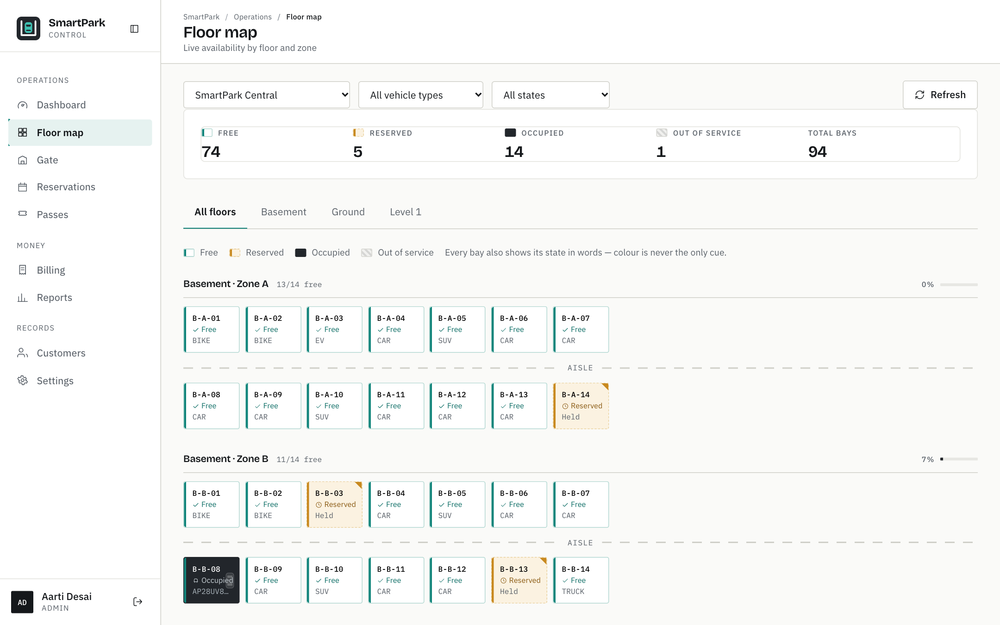 SmartPark
CONTROL
OPERATIONS
Dashboard
Floor map
Gate
Reservations
Passes
MONEY
Billing
Reports
RECORDS
Customers
Settings
AD
Aarti Desai
ADMIN
SmartPark / Operations / Floor map
Floor map
Live availability by floor and zone
SmartPark Central All vehicle types All states Refresh
FREE RESERVED OCCUPIED OUT OF SERVICE TOTAL BAYS
74 5 14 1 94
All floors Basement Ground Level 1
Free Reserved Occupied Out of service Every bay also shows its state in words — colour is never the only cue.
Basement · Zone A 13/14 free 0%
B-A-01 B-A-02 B-A-03 B-A-04 B-A-05 B-A-06 B-A-07
Free Free Free Free Free Free Free
BIKE BIKE EV CAR SUV CAR CAR
AISLE
B-A-08 B-A-09 B-A-10 B-A-11 B-A-12 B-A-13 B-A-14
Free Free Free Free Free Free Reserved
CAR CAR SUV CAR CAR CAR Held
Basement · Zone B 11/14 free 7%
B-B-01 B-B-02 B-B-03 B-B-04 B-B-05 B-B-06 B-B-07
Free Free Reserved Free Free Free Free
BIKE BIKE Held CAR SUV CAR CAR
AISLE
B-B-08 B-B-09 B-B-10 B-B-11 B-B-12 B-B-13 B-B-14
Occupied Free Free Free Free Reserved Free
AP28UV8… CAR SUV CAR CAR Held TRUCK